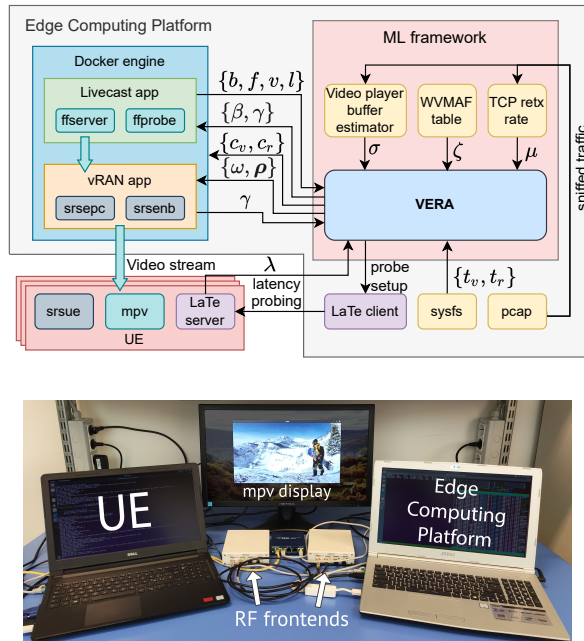 Edge Computing Platform
Docker engine
Livecast app
ffserver
ffprobe
vRAN app
srsepc
srsenb
{b, f, v, l}
{β, γ}
{c_v, c_r}
{ω, ρ}
γ
ML framework
Video player
buffer
estimator
WVMAF
table
TCP retx
rate
σ
ζ
μ
VERA
sniffed traffic
Video stream
λ
latency
probing
probe
setup
{t_v, t_r}
srsue
mpv
LaTe
server
UE
LaTe client
sysfs
pcap
mpv display
UE
Edge
Computing
Platform
RF frontends
DELL